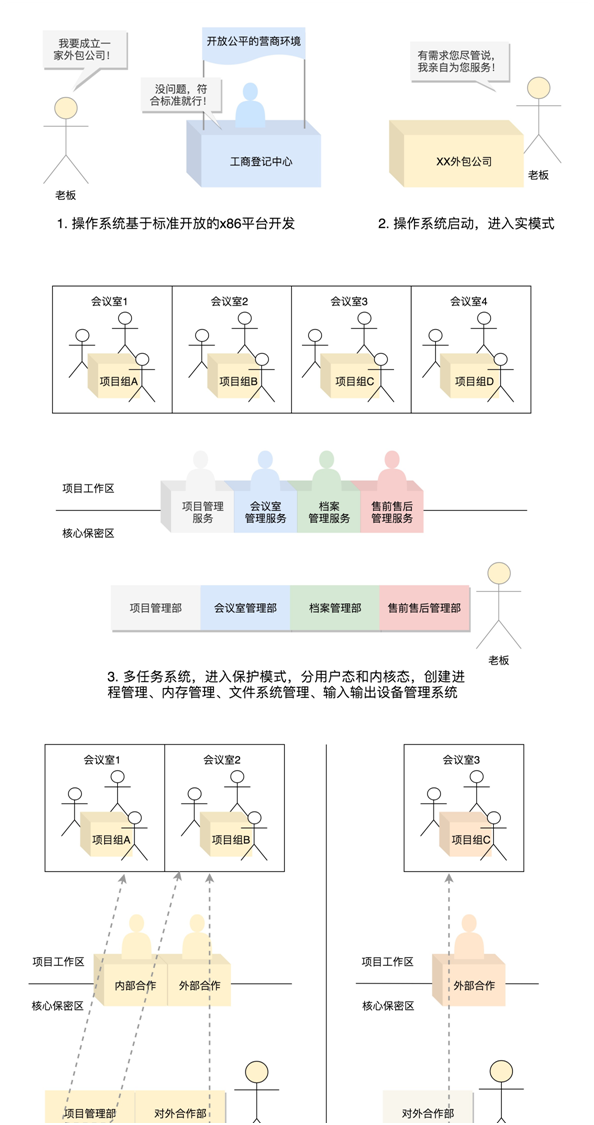 我要成立一
家外包公司!
开放公平的营商环境
没问题，符
合标准就行!
工商登记中心
老板
有需求您尽管说，
我亲自为您服务!
XX外包公司
老板
1. 操作系统基于标准开放的x86平台开发
2. 操作系统启动，进入实模式
会议室1
会议室2
会议室3
会议室4
项目组A
项目组B
项目组C
项目组D
项目工作区
核心保密区
项目管理
服务
会议室
管理服务
档案
管理服务
售前售后
管理服务
项目管理部
会议室管理部
档案管理部
售前售后管理部
老板
3. 多任务系统，进入保护模式，分用户态和内核态，创建进
程管理、内存管理、文件系统管理、输入输出设备管理系统
会议室1
会议室2
会议室3
项目组A
项目组B
项目组C
项目工作区
核心保密区
内部合作
外部合作
项目工作区
核心保密区
外部合作
项目管理部
对外合作部
对外合作部